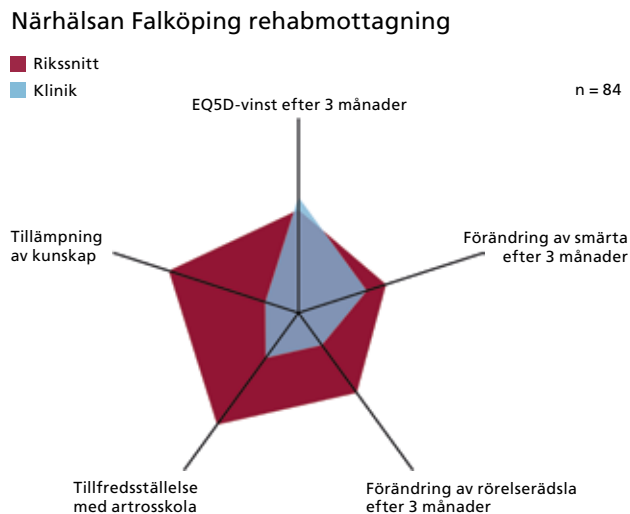 Närhälsan Falköping rehabmottagning
Rikssnitt
Klinik
n = 84
EQ5D-vinst efter 3 månader
Tillämpning
av kunskap
Förändring av smärta
efter 3 månader
Tillfredsställelse
med artrosskola
Förändring av rörelserädsla
efter 3 månader